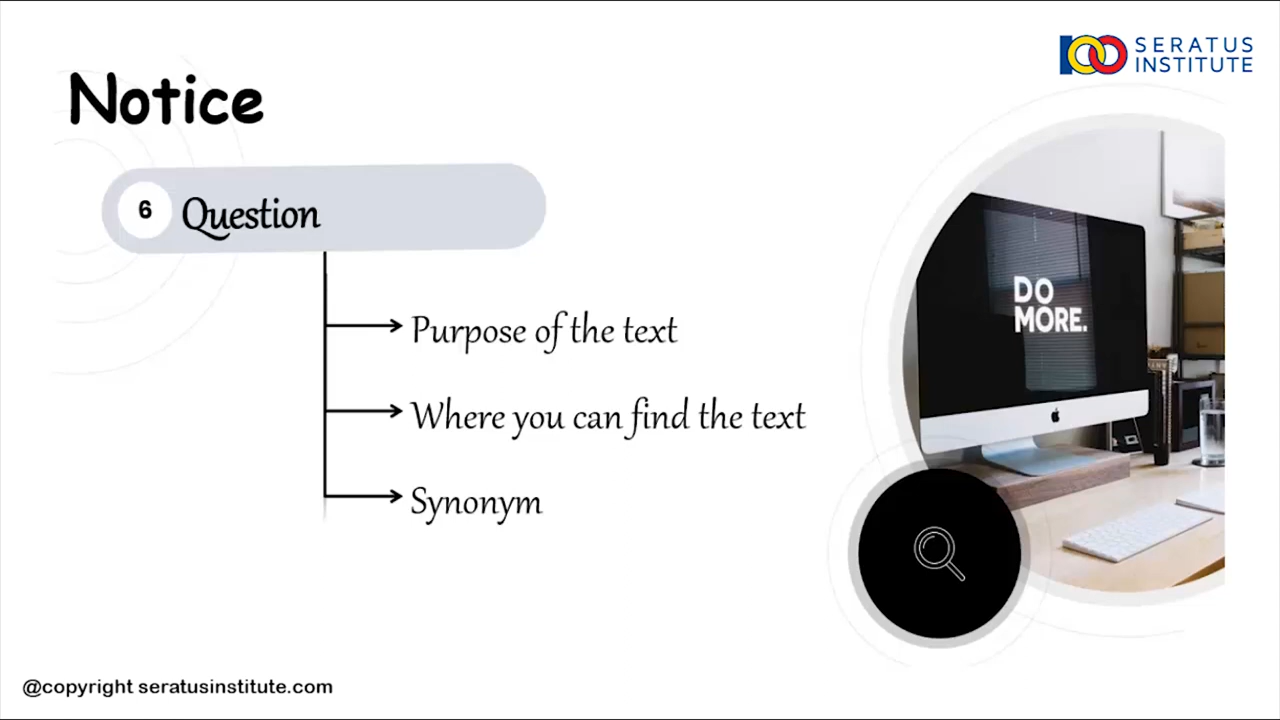 SERATUS
INSTITUTE
Notice
6 Question
Purpose of the text
Where you can find the text
Synonym
DO
MORE.
@copyright seratusinstitute.com